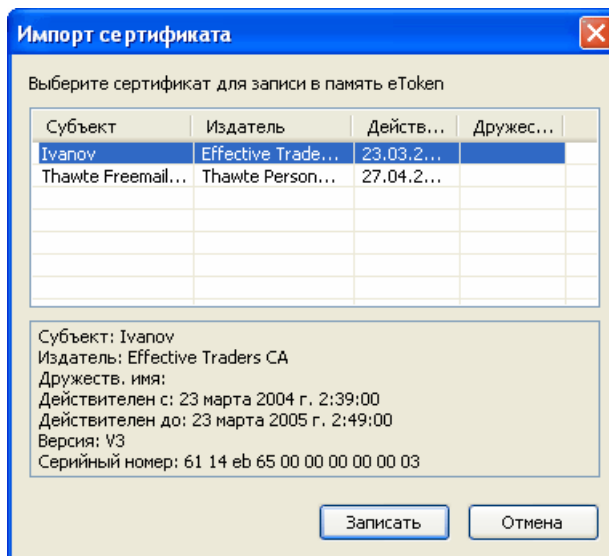 Импорт сертификата
Выберите сертификат для записи в память eToken
Субъект Издатель Действ... Дружес...
Ivanov Effective Trade... 23.03.2...
Thawte Freemail... Thawte Person... 27.04.2...
Субъект: Ivanov
Издатель: Effective Traders CA
Дружеств. имя:
Действителен с: 23 марта 2004 г. 2:39:00
Действителен до: 23 марта 2005 г. 2:49:00
Версия: V3
Серийный номер: 61 14 eb 65 00 00 00 00 00 03
Записать Отмена